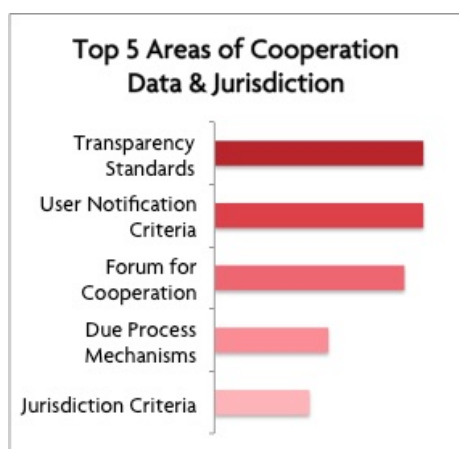 Top 5 Areas of Cooperation
Data & Jurisdiction
Transparency
Standards
User Notification
Criteria
Forum for
Cooperation
Due Process
Mechanisms
Jurisdiction Criteria